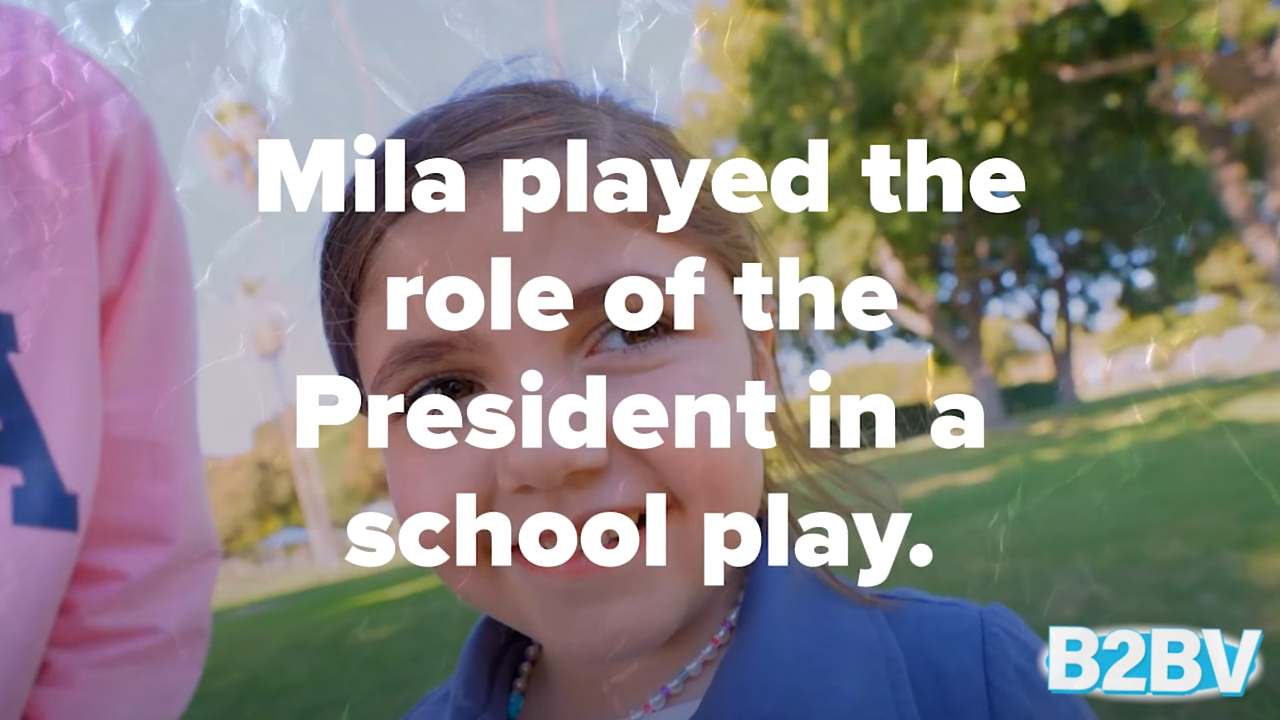 Mila played the
role of the
President in a
school play.
A
B2BV